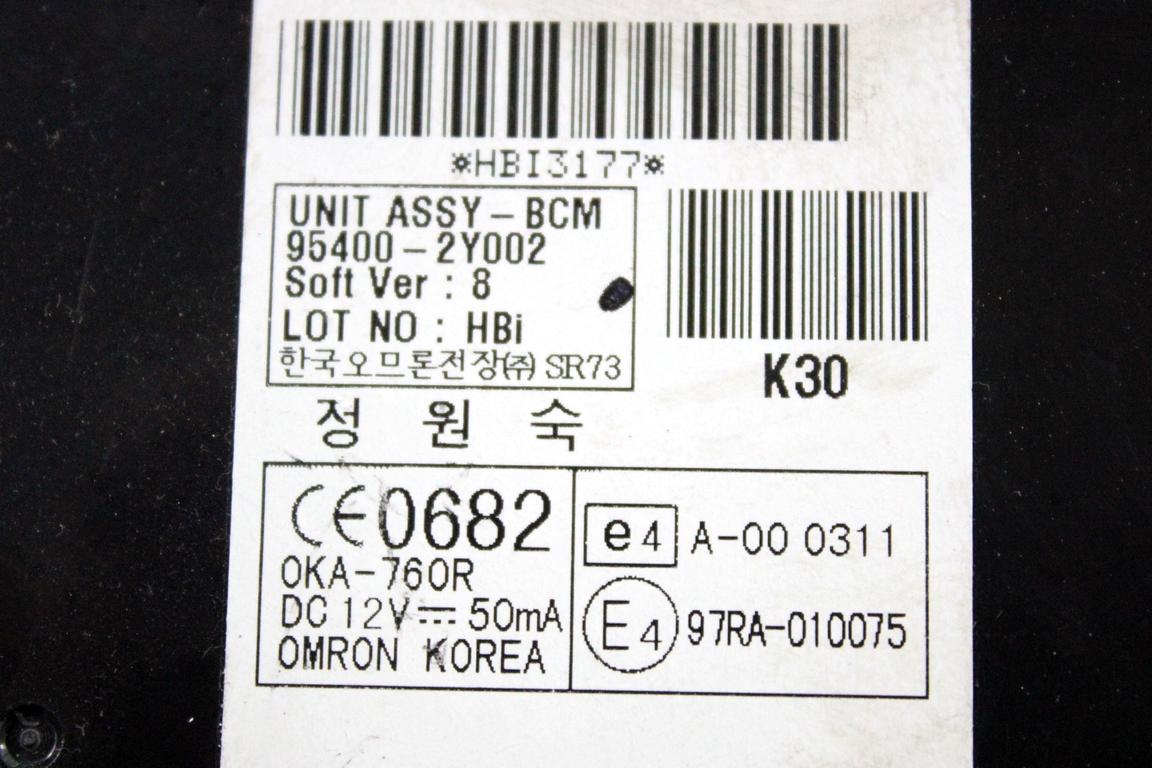 *HBI3177*
UNIT ASSY-BCM
95400-2Y002
Soft Ver : 8
LOT NO : HBi
한국오므론전장㈜ SR73
K30
정 원 숙
CE0682
OKA-760R
DC 12V⎓50mA
OMRON KOREA
e4 A-00 0311
E4 97RA-010075